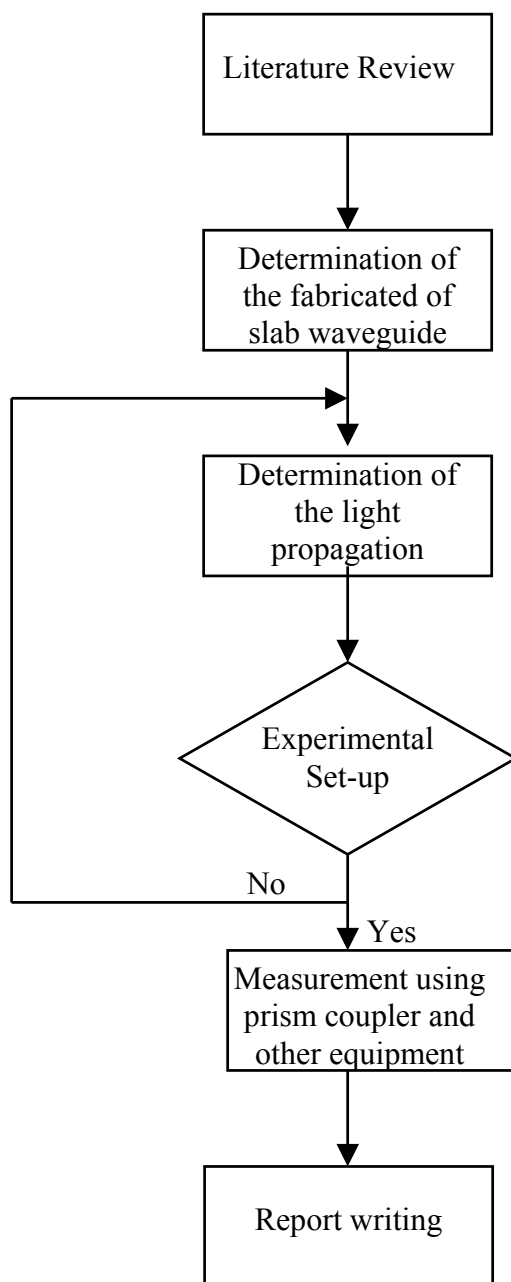 Literature Review
Determination of
the fabricated of
slab waveguide
Determination of
the light
propagation
Experimental
Set-up
No
Yes
Measurement using
prism coupler and
other equipment
Report writing